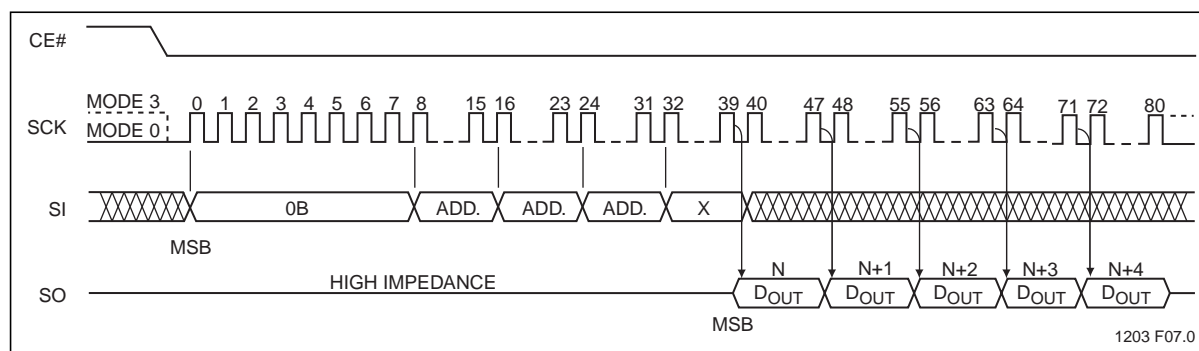 CE#
MODE 3 0 1 2 3 4 5 6 7 8 15 16 23 24 31 32 39 40 47 48 55 56 63 64 71 72 80
SCK MODE 0
SI 0B ADD. ADD. ADD. X
MSB
N N+1 N+2 N+3 N+4
HIGH IMPEDANCE
SO DOUT DOUT DOUT DOUT DOUT
MSB
1203 F07.0